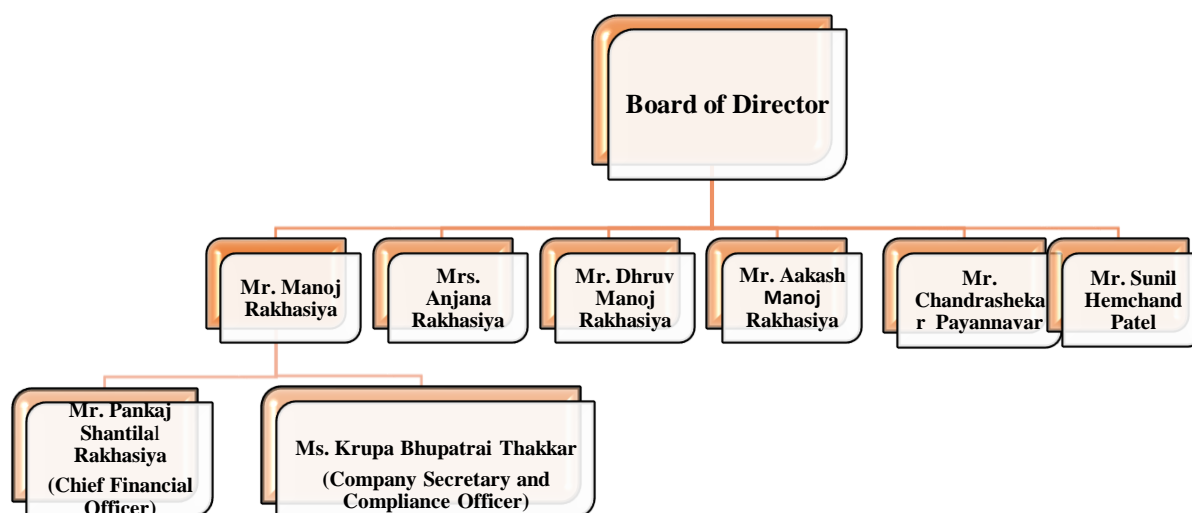 Board of Director
Mr. Manoj
Rakhasiya
Mrs.
Anjana
Rakhasiya
Mr. Dhruv
Manoj
Rakhasiya
Mr. Aakash
Manoj
Rakhasiya
Mr.
Chandrasheka
r Payannavar
Mr. Sunil
Hemchand
Patel
Mr. Pankaj
Shantilal
Rakhasiya
(Chief Financial
Officer)
Ms. Krupa Bhupatrai Thakkar
(Company Secretary and
Compliance Officer)